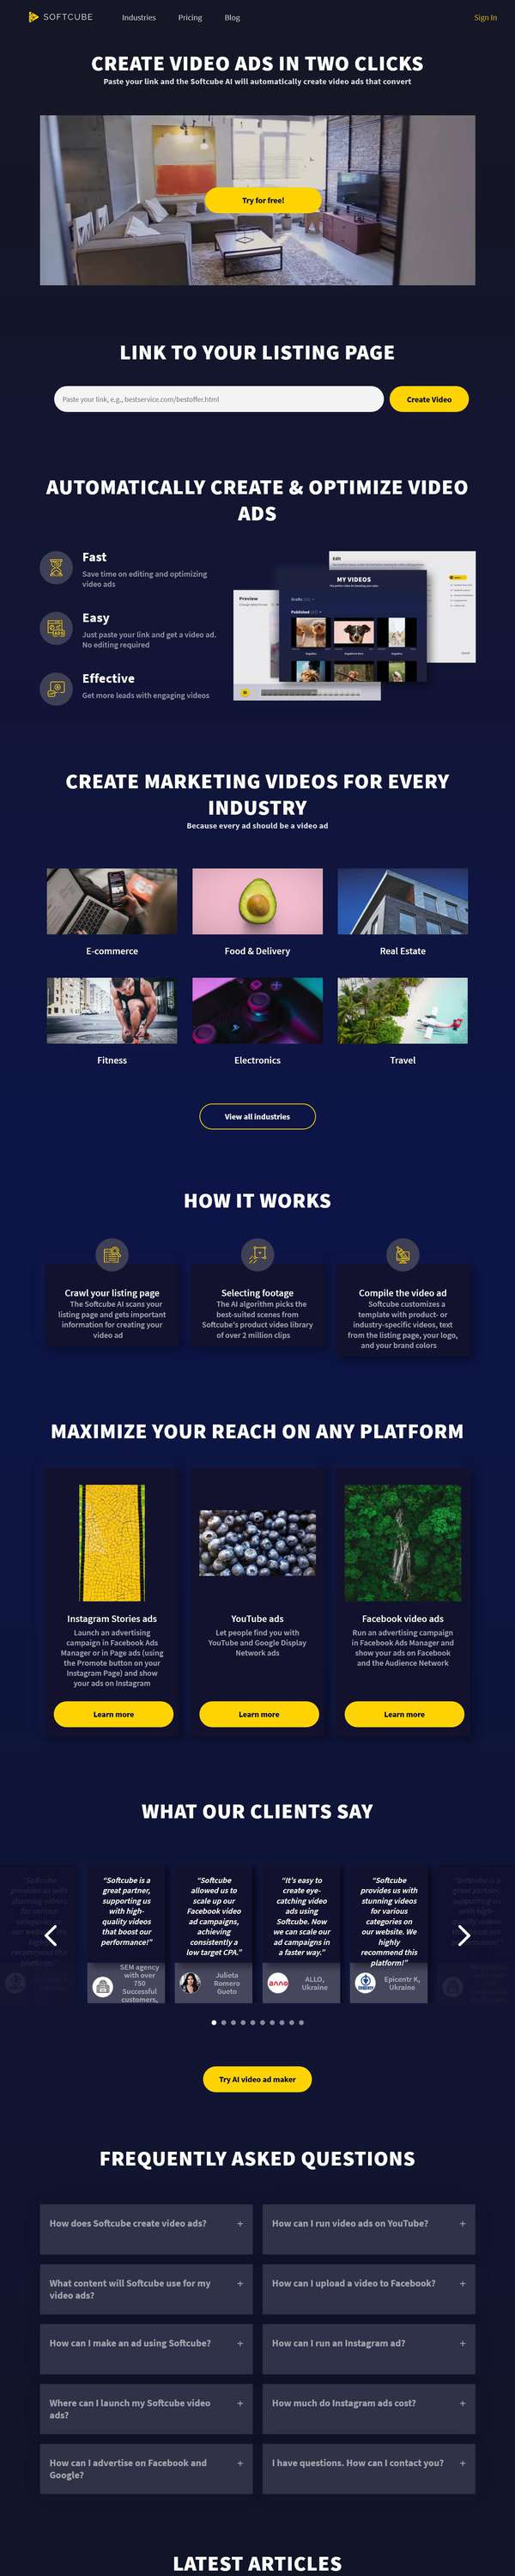 SOFTCUBE Industries Pricing Blog Sign In
CREATE VIDEO ADS IN TWO CLICKS
Paste your link and the Softcube AI will automatically create video ads that convert
Try for free!
LINK TO YOUR LISTING PAGE
Paste your link, e.g., bestservice.com/bestoffer.html
Create Video
AUTOMATICALLY CREATE & OPTIMIZE VIDEO
ADS
Fast
Save time on editing and optimizing
video ads
Easy
Just paste your link and get a video ad.
No editing required
Effective
Get more leads with engaging videos
Edit
Preview
MY VIDEOS
Drafts
Published
CREATE MARKETING VIDEOS FOR EVERY
INDUSTRY
Because every ad should be a video ad
E-commerce
Food & Delivery
Real Estate
Fitness
Electronics
Travel
View all industries
HOW IT WORKS
Crawl your listing page
The Softcube AI scans your
listing page and gets important
information for creating your
video ad
Selecting footage
The AI algorithm picks the
best-suited scenes from
Softcube's product video library
of over 2 million clips
Compile the video ad
Softcube customizes a
template with product- or
industry-specific videos, text
from the listing page, your logo,
and your brand colors
MAXIMIZE YOUR REACH ON ANY PLATFORM
Instagram Stories ads
Launch an advertising
campaign in Facebook Ads
Manager or in Page ads (using
the Promote button on your
Instagram Page) and show
your ads on Instagram
Learn more
YouTube ads
Let people find you with
YouTube and Google Display
Network ads
Learn more
Facebook video ads
Run an advertising campaign
in Facebook Ads Manager and
show your ads on Facebook
and the Audience Network
Learn more
WHAT OUR CLIENTS SAY
"Softcube is a
great partner,
supporting us
with high-
quality videos
that boost our
performance!"
SEM agency
with over
750
Successful
customers,
"Softcube
allowed us to
scale up our
Facebook video
ad campaigns,
achieving
consistently a
low target CPA."
Julieta
Romero
Gueto
"It's easy to
create eye-
catching video
ads using
Softcube. Now
we can scale our
ad campaigns in
a faster way."
ALLO,
Ukraine
"Softcube
provides us with
stunning videos
for various
categories on
our website. We
highly
recommend this
platform!"
Epicentr K,
Ukraine
Try AI video ad maker
FREQUENTLY ASKED QUESTIONS
How does Softcube create video ads? +
How can I run video ads on YouTube? +
What content will Softcube use for my +
video ads?
How can I upload a video to Facebook? +
How can I make an ad using Softcube? +
How can I run an Instagram ad? +
Where can I launch my Softcube video +
ads?
How much do Instagram ads cost? +
How can I advertise on Facebook and +
Google?
I have questions. How can I contact you? +
LATEST ARTICLES